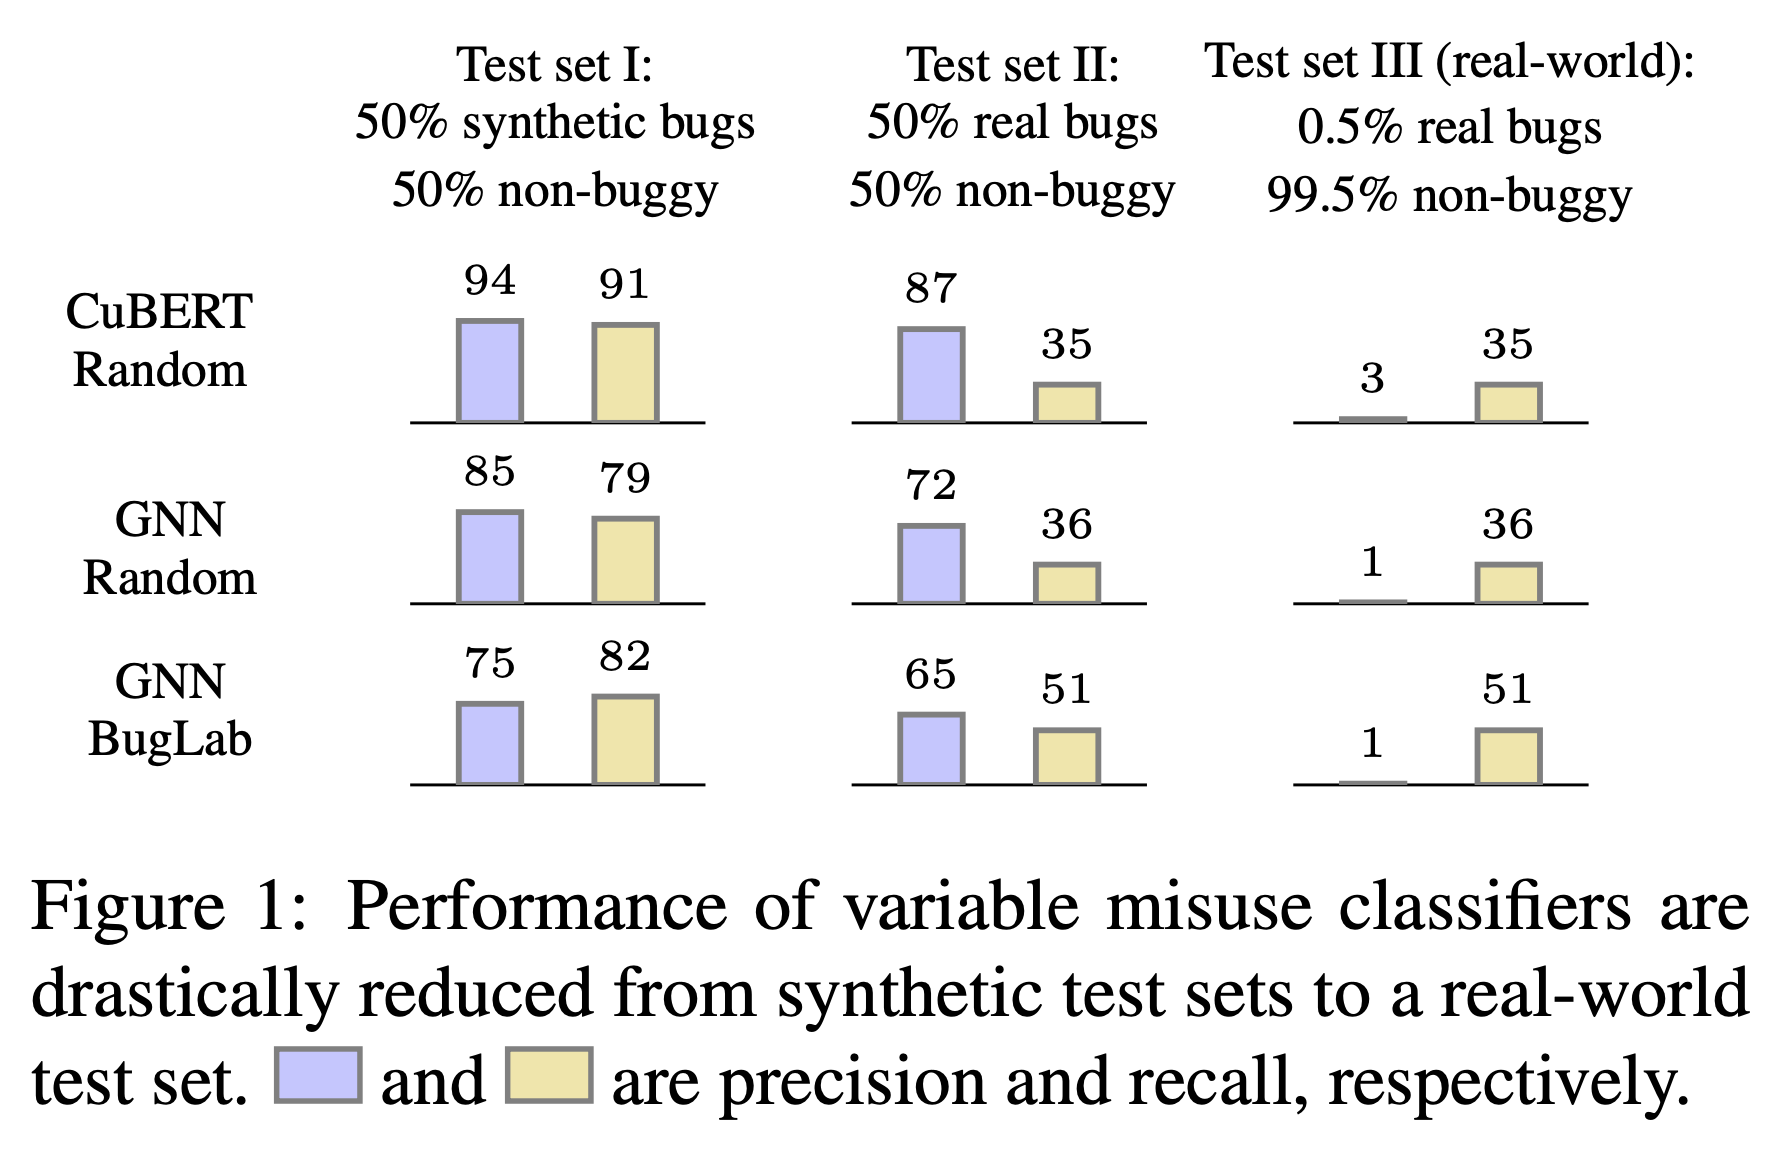 Test set I:
50% synthetic bugs
50% non-buggy
Test set II:
50% real bugs
50% non-buggy
Test set III (real-world):
0.5% real bugs
99.5% non-buggy
CuBERT
Random
94 91 87 35 3 35
GNN
Random
85 79 72 36 1 36
GNN
BugLab
75 82 65 51 1 51
Figure 1: Performance of variable misuse classifiers are
drastically reduced from synthetic test sets to a real-world
test set. and are precision and recall, respectively.